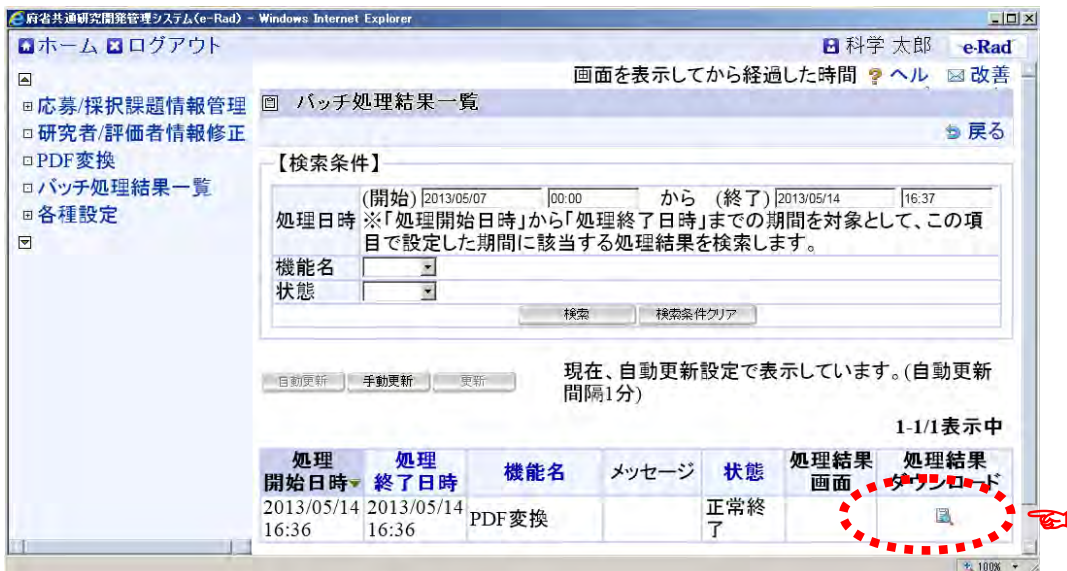 府省共通研究開発管理システム(e-Rad) - Windows Internet Explorer
ホーム ログアウト
科学 太郎 e-Rad
画面を表示してから経過した時間 ? ヘル 改善
応募/採択課題情報管理
研究者/評価者情報修正
PDF変換
バッチ処理結果一覧
各種設定
バッチ処理結果一覧
戻る
【検索条件】
処理日時
(開始) 2013/05/07 00:00 から (終了) 2013/05/14 16:37
※「処理開始日時」から「処理終了日時」までの期間を対象として、この項
目で設定した期間に該当する処理結果を検索します。
機能名
状態
検索 検索条件クリア
自動更新 手動更新 更新
現在、自動更新設定で表示しています。(自動更新
間隔1分)
1-1/1表示中
処理
開始日時
処理
終了日時
機能名
メッセージ
状態
処理結果
画面
処理結果
ダウンロード
2013/05/14
16:36
2013/05/14
16:36
PDF変換
正常終
了
100%